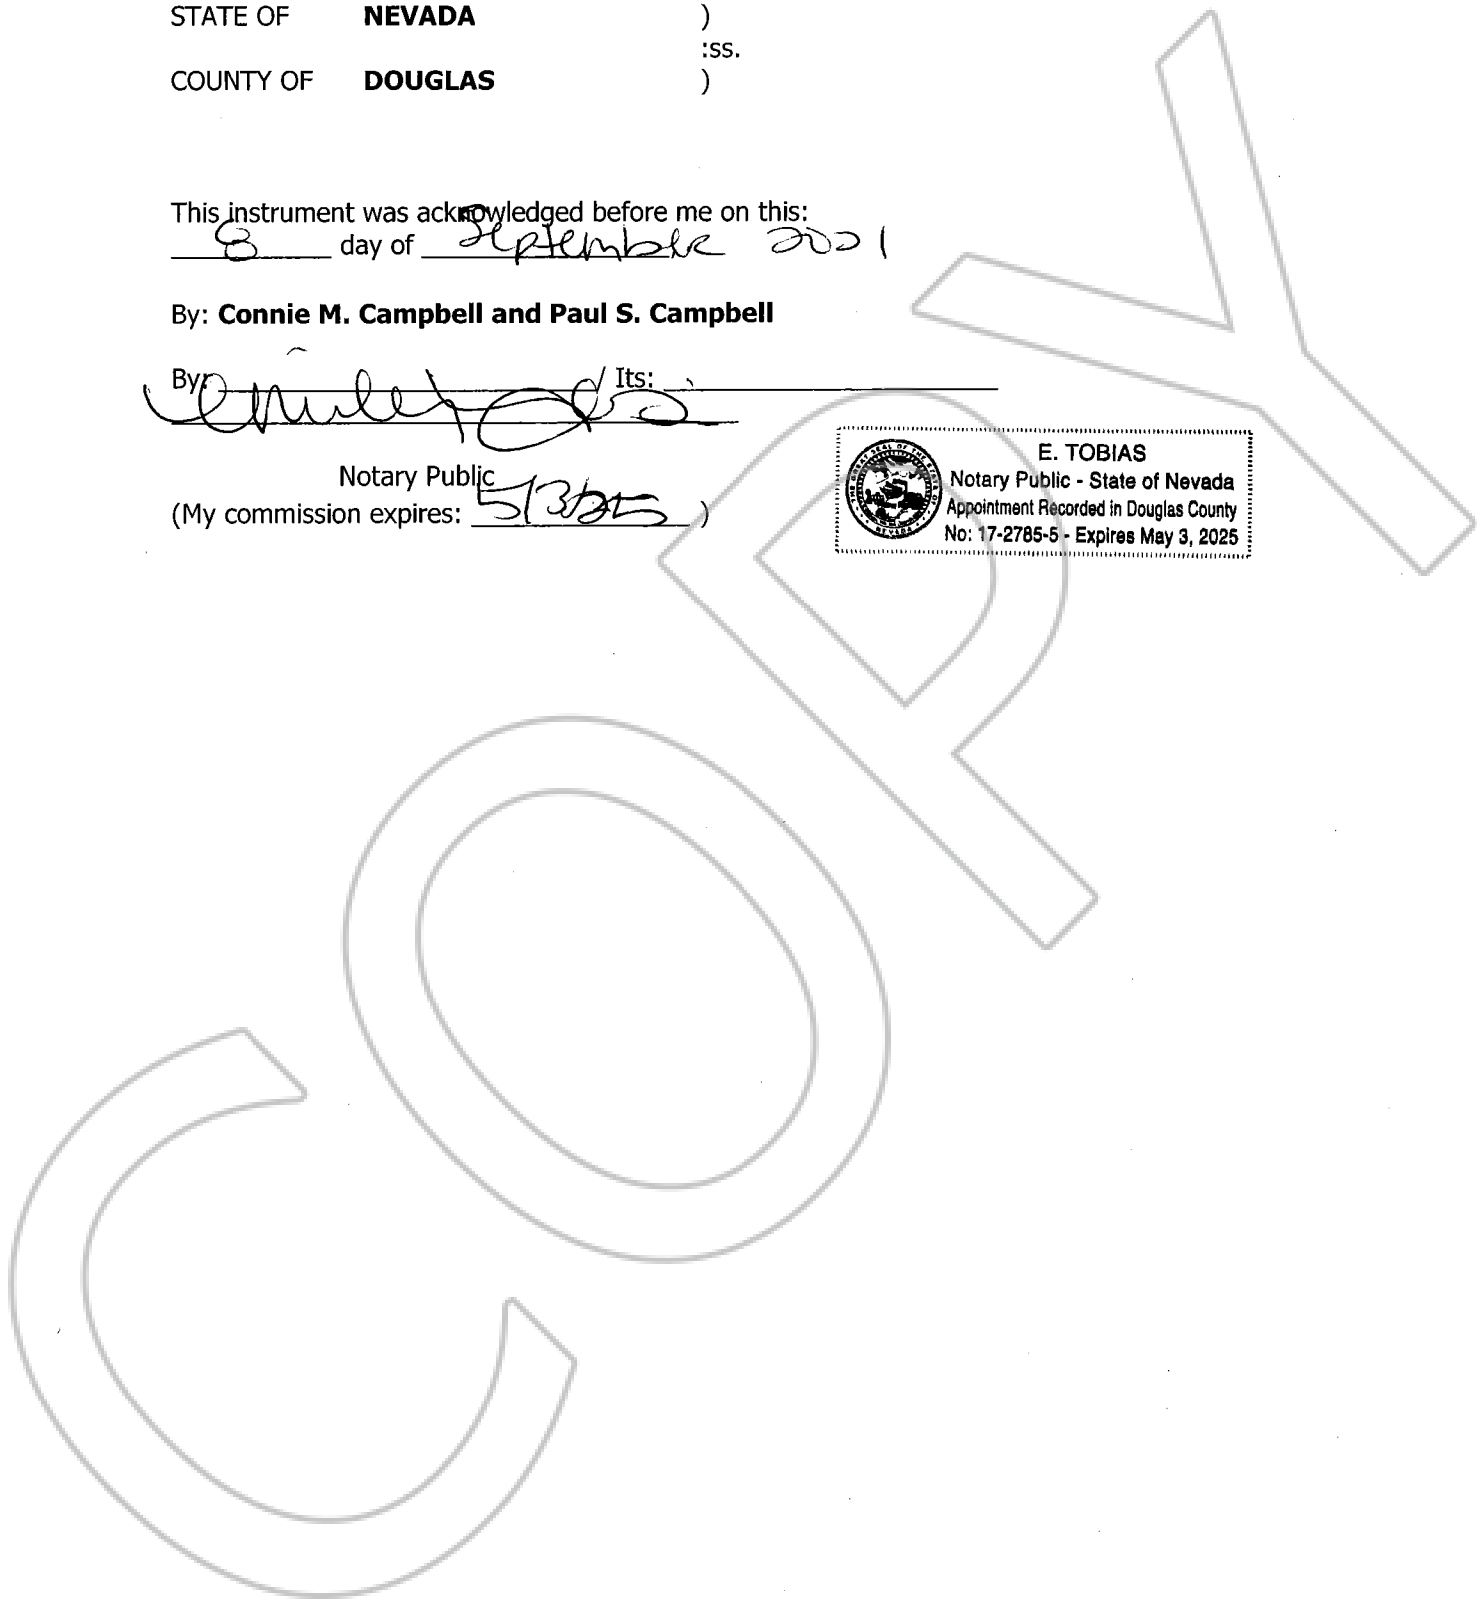 STATE OF NEVADA )
:ss.
COUNTY OF DOUGLAS )
This instrument was acknowledged before me on this:
8 day of September 2021
By: Connie M. Campbell and Paul S. Campbell
By: Its:
Notary Public
(My commission expires: 5/3/25 )
E. TOBIAS
Notary Public - State of Nevada
Appointment Recorded in Douglas County
No: 17-2785-5 - Expires May 3, 2025
COPY